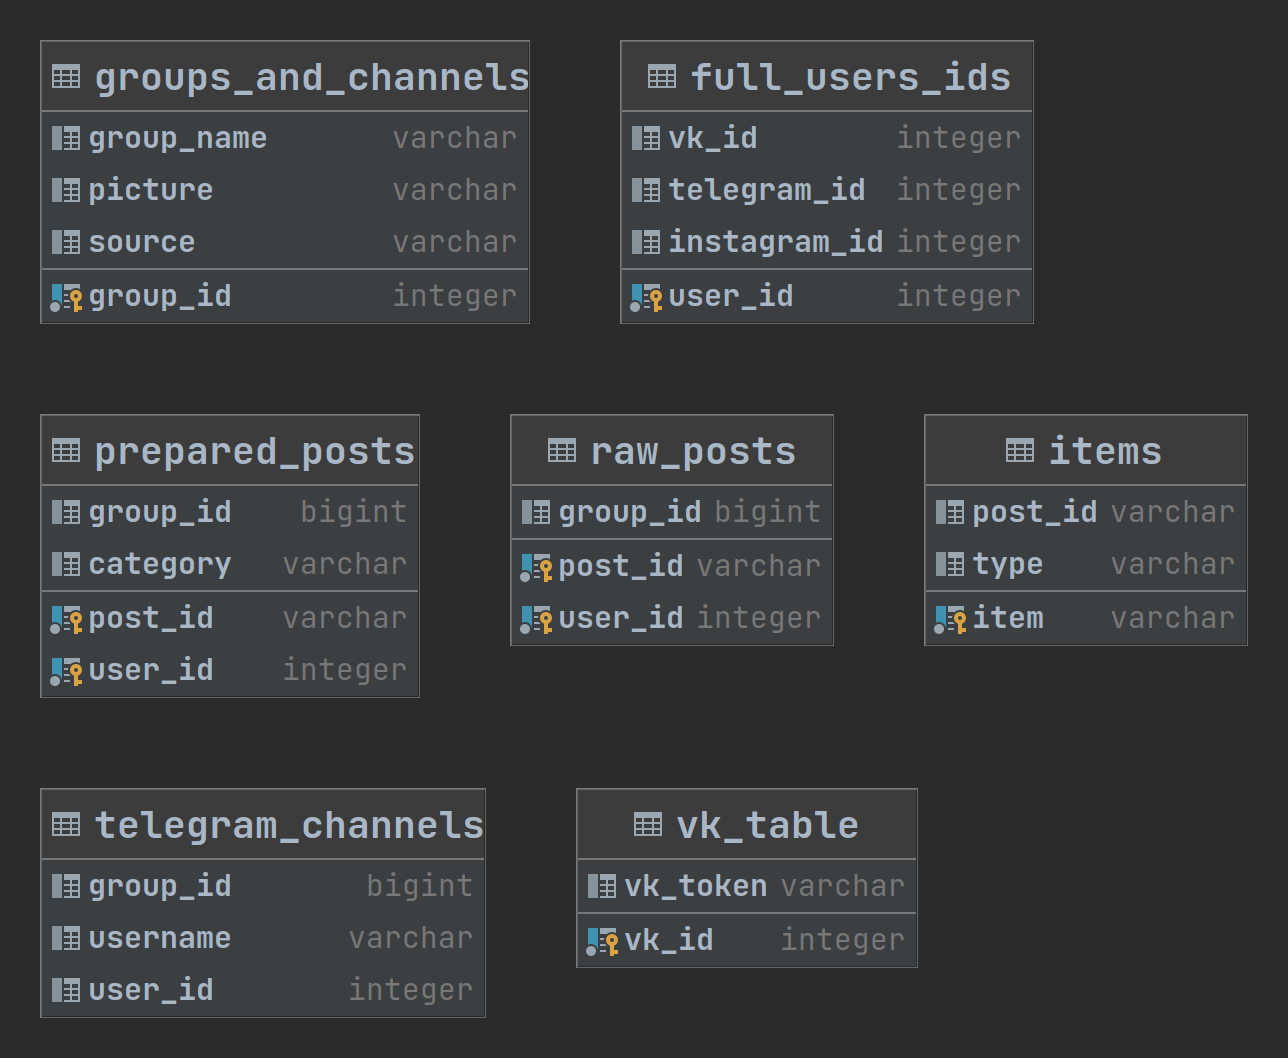 groups_and_channels
group_name varchar
picture varchar
source varchar
group_id integer
full_users_ids
vk_id integer
telegram_id integer
instagram_id integer
user_id integer
prepared_posts
group_id bigint
category varchar
post_id varchar
user_id integer
raw_posts
group_id bigint
post_id varchar
user_id integer
items
post_id varchar
type varchar
item varchar
telegram_channels
group_id bigint
username varchar
user_id integer
vk_table
vk_token varchar
vk_id integer